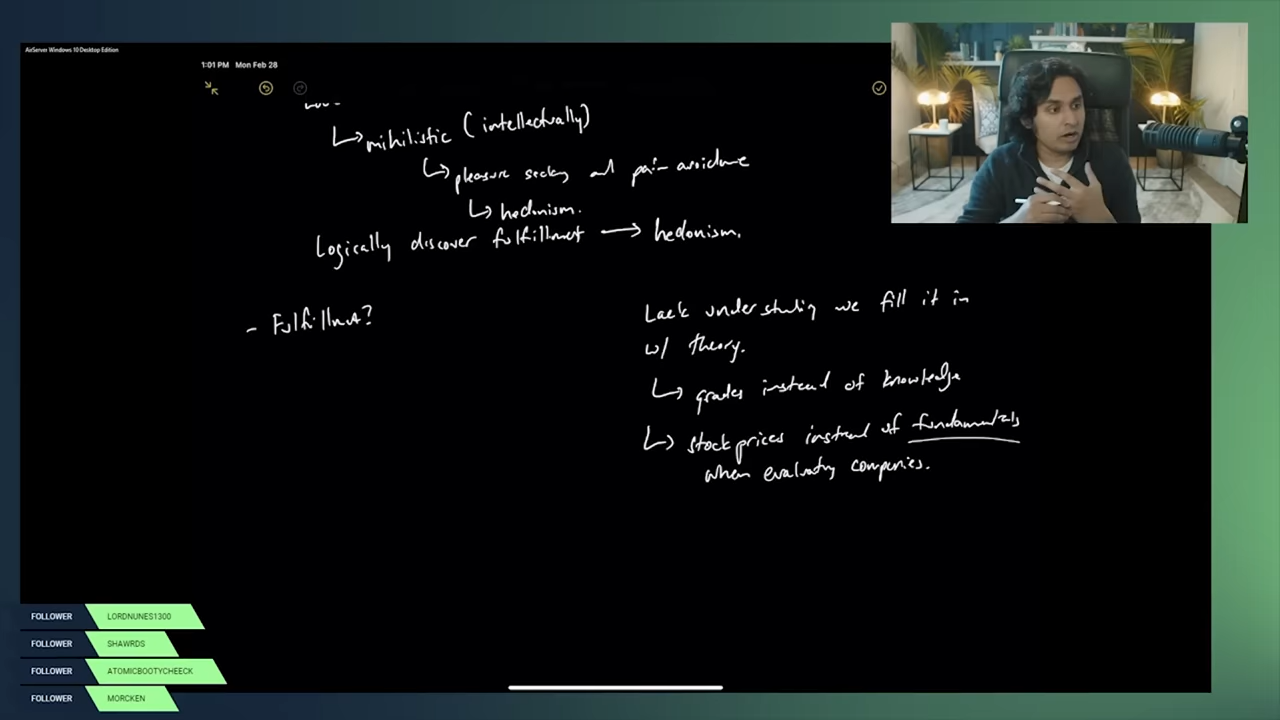 AirServer Windows 10 Desktop Edition
1:01 PM Mon Feb 28
nihilistic (intellectually)
pleasure seeking and pain avoidance
hedonism.
Logically discover fulfillment → hedonism.
- Fulfillment?
Lack understanding we fill it in
w/ theory.
grades instead of knowledge
stock prices instead of fundamentals
when evaluating companies.
FOLLOWER LORDNUNES1300
FOLLOWER SHAWRDS
FOLLOWER ATOMICBOOTYCHEECK
FOLLOWER MORCKEN